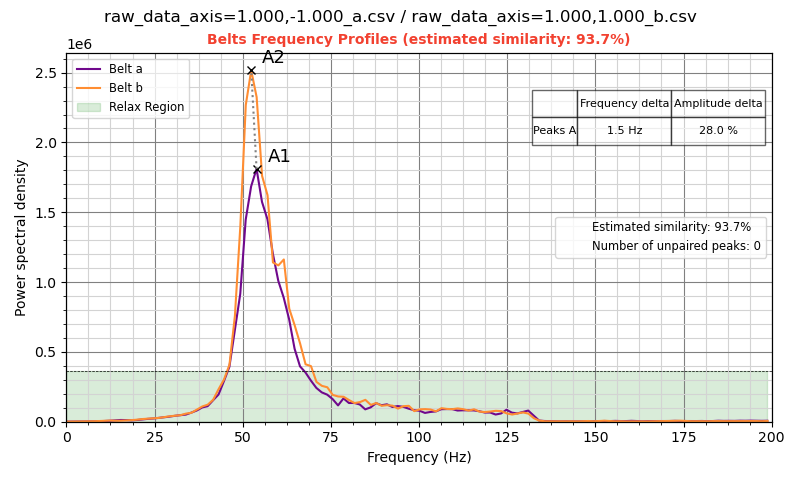 raw_data_axis=1.000,-1.000_a.csv / raw_data_axis=1.000,1.000_b.csv
Belts Frequency Profiles (estimated similarity: 93.7%)
1e6
A2
A1
Belt a
Belt b
Relax Region
Frequency delta Amplitude delta
Peaks A 1.5 Hz 28.0 %
Estimated similarity: 93.7%
Number of unpaired peaks: 0
Power spectral density
2.5
2.0
1.5
1.0
0.5
0.0
0 25 50 75 100 125 150 175 200
Frequency (Hz)